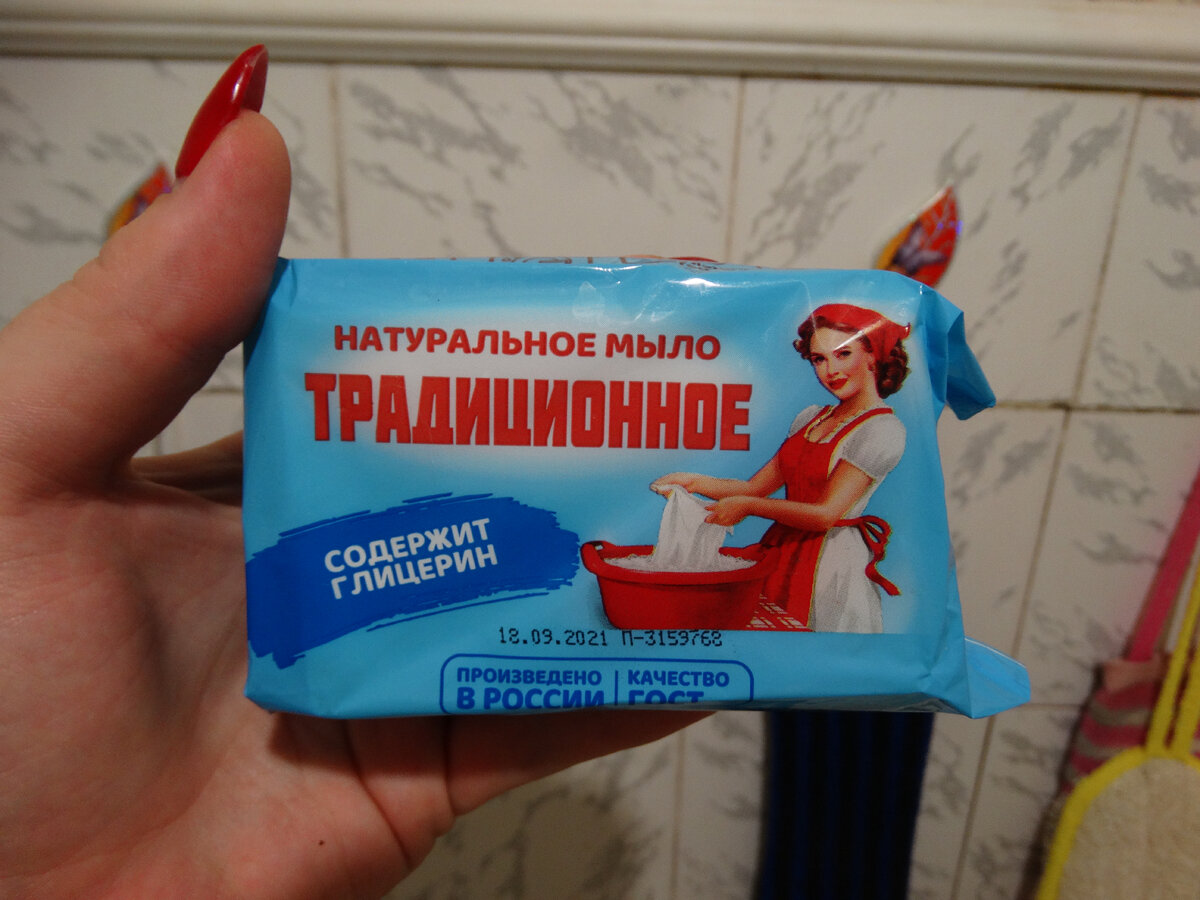 НАТУРАЛЬНОЕ МЫЛО
ТРАДИЦИОННОЕ
СОДЕРЖИТ
ГЛИЦЕРИН
18.09.2021 П-3159768
ПРОИЗВЕДЕНО
В РОССИИ
КАЧЕСТВО
ГОСТ